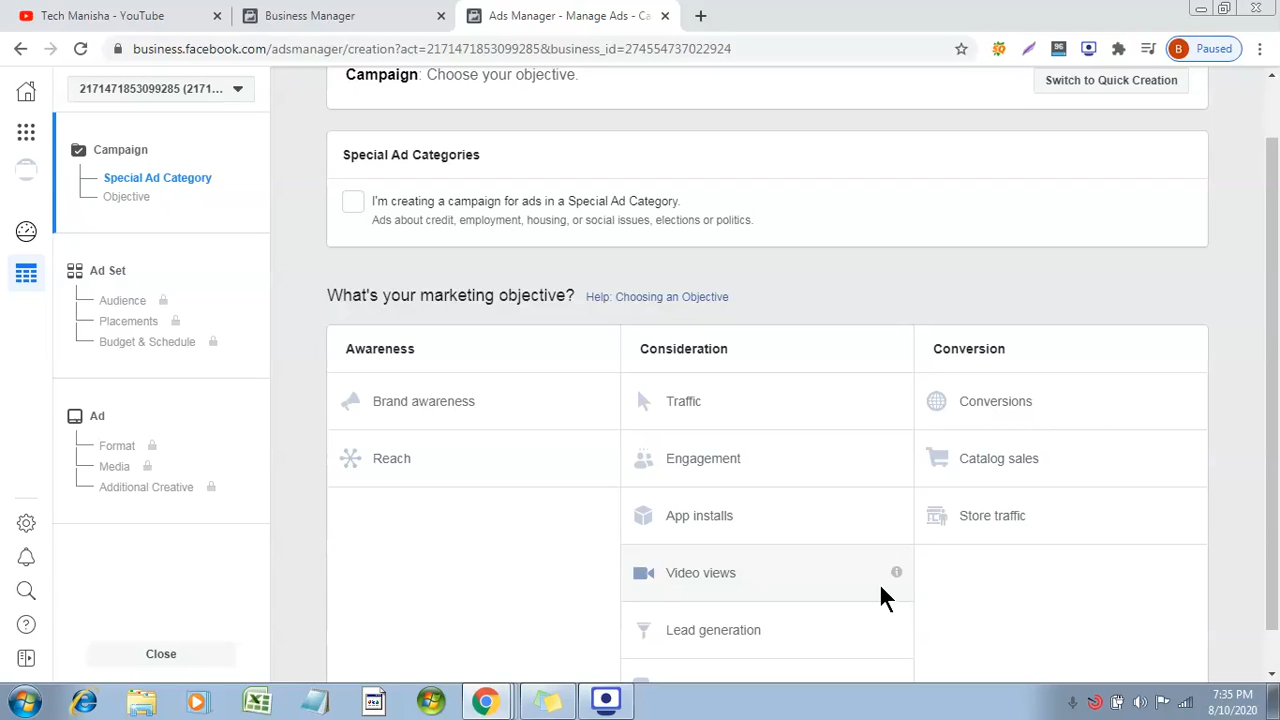 Tech Manisha - YouTube
Business Manager
Ads Manager - Manage Ads - Ca
business.facebook.com/adsmanager/creation?act=2171471853099285&business_id=274554737022924
96
B
Paused
2171471853099285 (2171...
Campaign: Choose your objective.
Switch to Quick Creation
Campaign
Special Ad Category
Objective
Special Ad Categories
I'm creating a campaign for ads in a Special Ad Category.
Ads about credit, employment, housing, or social issues, elections or politics.
Ad Set
Audience
Placements
Budget & Schedule
What's your marketing objective? Help: Choosing an Objective
Awareness
Consideration
Conversion
Brand awareness
Traffic
Conversions
Reach
Engagement
Catalog sales
App installs
Store traffic
Video views
Lead generation
Ad
Format
Media
Additional Creative
Close
7:35 PM
8/10/2020